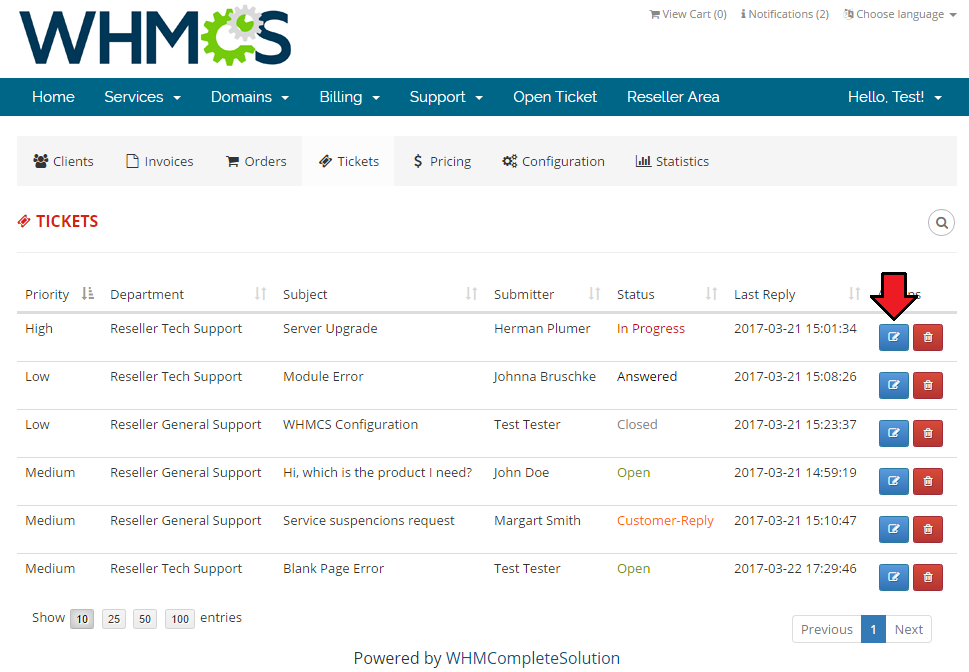 WHMCS
View Cart (0) Notifications (2) Choose language
Home Services Domains Billing Support Open Ticket Reseller Area Hello, Test!
Clients Invoices Orders Tickets $ Pricing Configuration Statistics
TICKETS
Priority Department Subject Submitter Status Last Reply
High Reseller Tech Support Server Upgrade Herman Plumer In Progress 2017-03-21 15:01:34
Low Reseller Tech Support Module Error Johnna Bruschke Answered 2017-03-21 15:08:26
Low Reseller General Support WHMCS Configuration Test Tester Closed 2017-03-21 15:23:37
Medium Reseller General Support Hi, which is the product I need? John Doe Open 2017-03-21 14:59:19
Medium Reseller General Support Service suspencions request Margart Smith Customer-Reply 2017-03-21 15:10:47
Medium Reseller Tech Support Blank Page Error Test Tester Open 2017-03-22 17:29:46
Show 10 25 50 100 entries
Previous 1 Next
Powered by WHMCompleteSolution